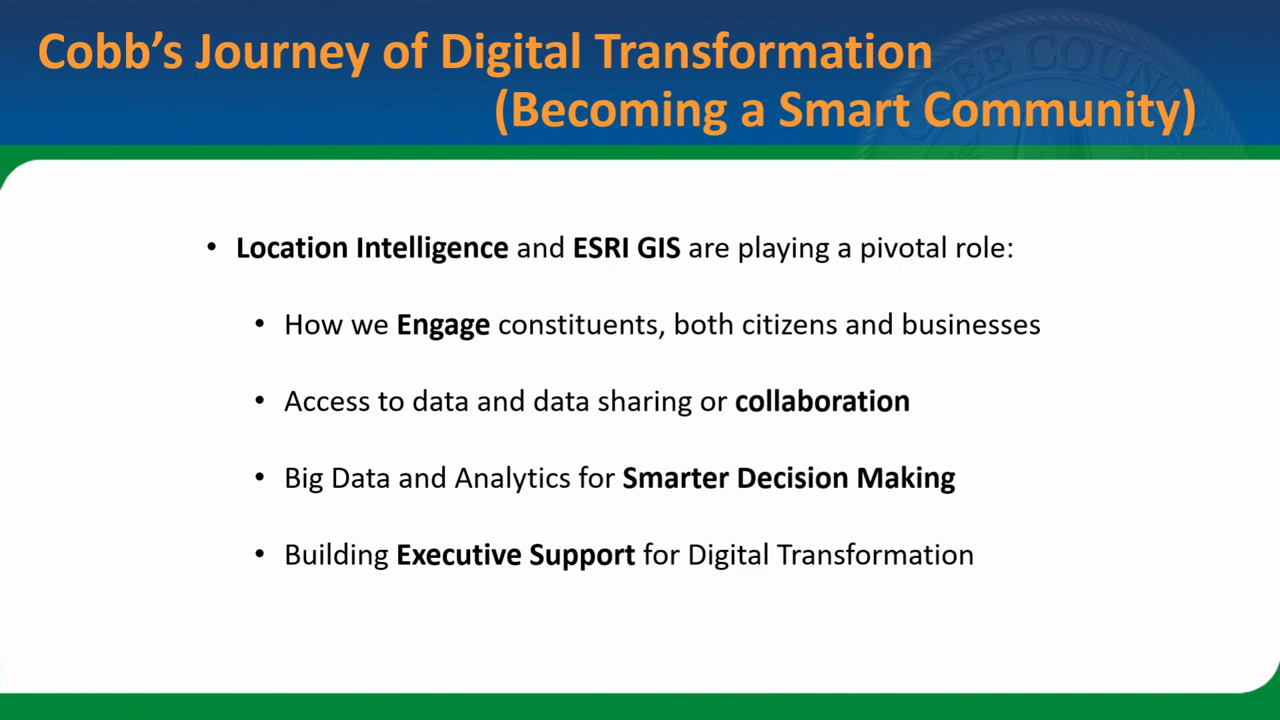 Cobb's Journey of Digital Transformation
(Becoming a Smart Community)
COBB COUNT
• Location Intelligence and ESRI GIS are playing a pivotal role:
• How we Engage constituents, both citizens and businesses
• Access to data and data sharing or collaboration
• Big Data and Analytics for Smarter Decision Making
• Building Executive Support for Digital Transformation